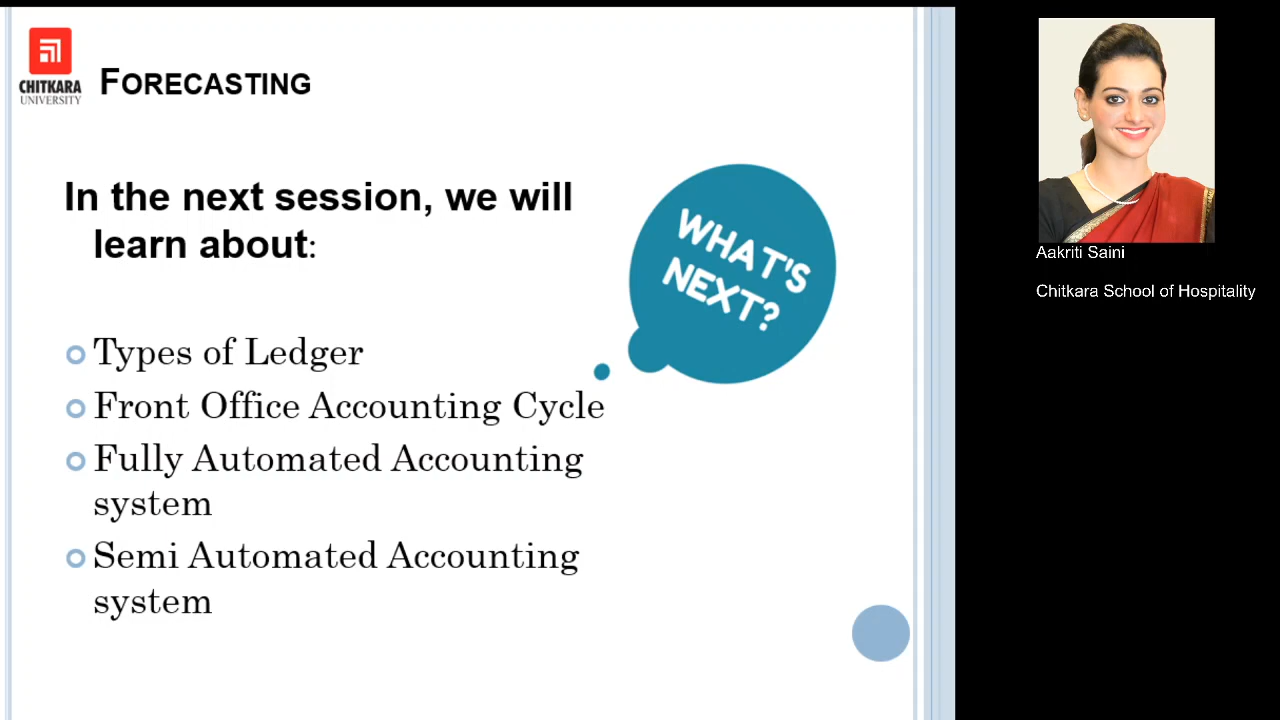 CHITKARA
UNIVERSITY
FORECASTING
In the next session, we will
learn about:
WHAT'S
NEXT?
Types of Ledger
Front Office Accounting Cycle
Fully Automated Accounting
system
Semi Automated Accounting
system
Aakriti Saini
Chitkara School of Hospitality